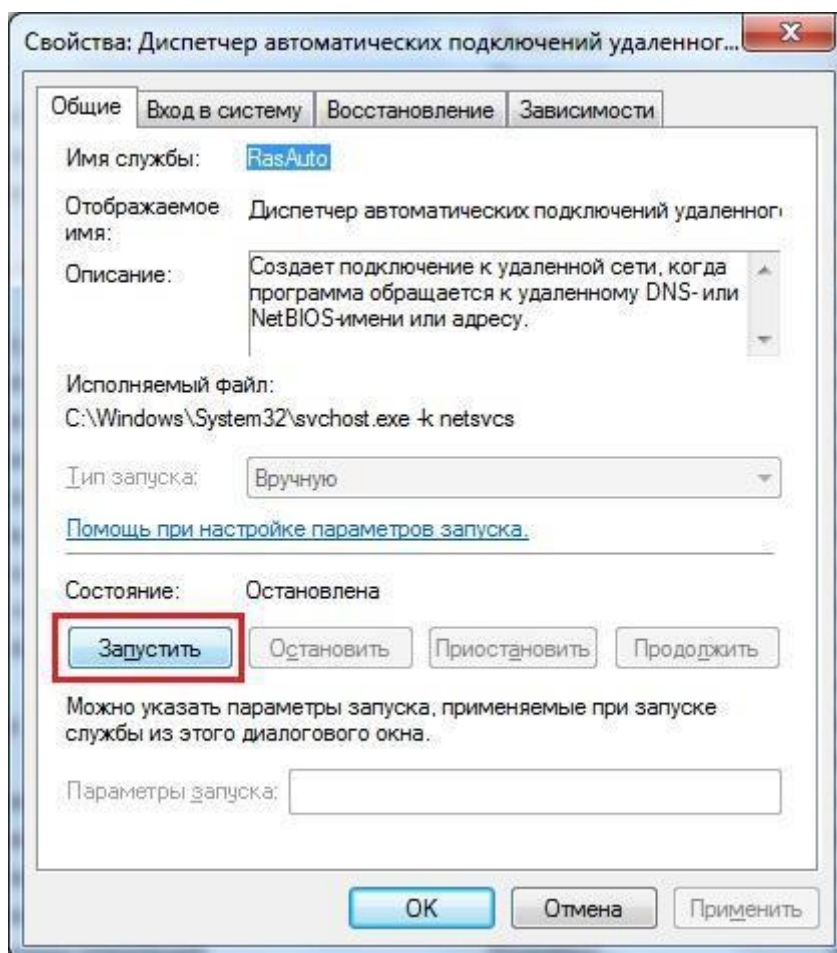 Свойства: Диспетчер автоматических подключений удаленног...
Общие Вход в систему Восстановление Зависимости
Имя службы: RasAuto
Отображаемое имя: Диспетчер автоматических подключений удаленног
Описание: Создает подключение к удаленной сети, когда
программа обращается к удаленному DNS- или
NetBIOS-имени или адресу.
Исполняемый файл:
C:\Windows\System32\svchost.exe -k netsvcs
Тип запуска: Вручную
Помощь при настройке параметров запуска.
Состояние: Остановлена
Запустить Остановить Приостановить Продолжить
Можно указать параметры запуска, применяемые при запуске
службы из этого диалогового окна.
Параметры запуска:
OK Отмена Применить